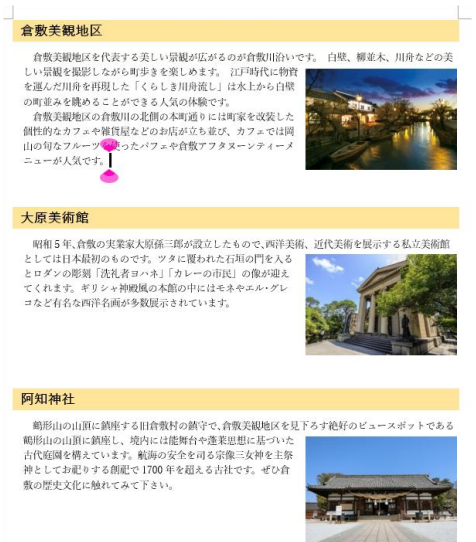 倉敷美観地区
倉敷美観地区を代表する美しい景観が広がるのが倉敷川沿いです。 白壁、柳並木、川舟などの美
しい景観を撮影しながら町歩きを楽しめます。 江戸時代に物資
を運んだ川舟を再現した「くらしき川舟流し」は水上から白壁
の町並みを眺めることができる人気の体験です。
倉敷美観地区の倉敷川の北側の本町通りには町家を改装した
個性的なカフェや雑貨屋などのお店が立ち並び、カフェでは岡
山の旬なフルーツを使ったパフェや倉敷アフタヌーンティーメ
ニューが人気です。
大原美術館
昭和 5 年、倉敷の実業家大原孫三郎が設立したもので、西洋美術、近代美術を展示する私立美術館
としては日本最初のものです。ツタに覆われた石垣の門を入る
とロダンの彫刻「洗礼者ヨハネ」「カレーの市民」の像が迎え
てくれます。ギリシャ神殿風の本館の中にはモネやエル・グレ
コなど有名な西洋名画が多数展示されています。
阿知神社
鶴形山の山頂に鎮座する旧倉敷村の鎮守で、倉敷美観地区を見下ろす絶好のビュースポットである
鶴形山の山頂に鎮座し、境内には能舞台や蓬莱思想に基づいた
古代庭園を構えています。航海の安全を司る宗像三女神を主祭
神としてお祀りする創祀で 1700 年を超える古社です。ぜひ倉
敷の歴史文化に触れてみて下さい。